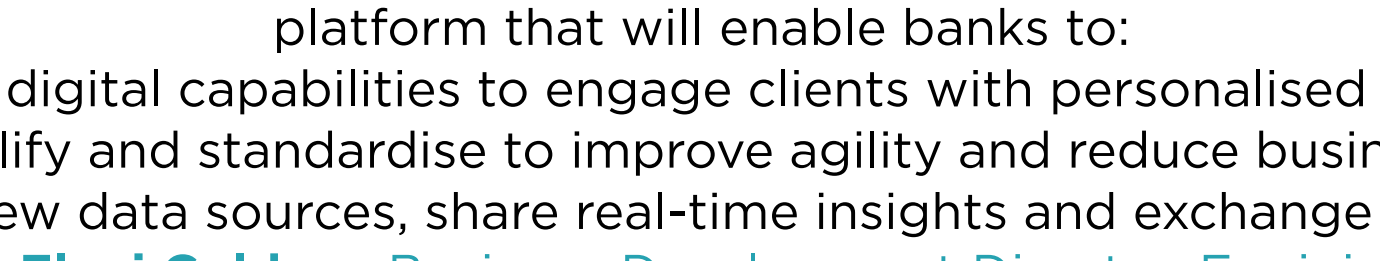 platform that will enable banks to:
digital capabilities to engage clients with personalised
lify and standardise to improve agility and reduce busin
ew data sources, share real-time insights and exchange